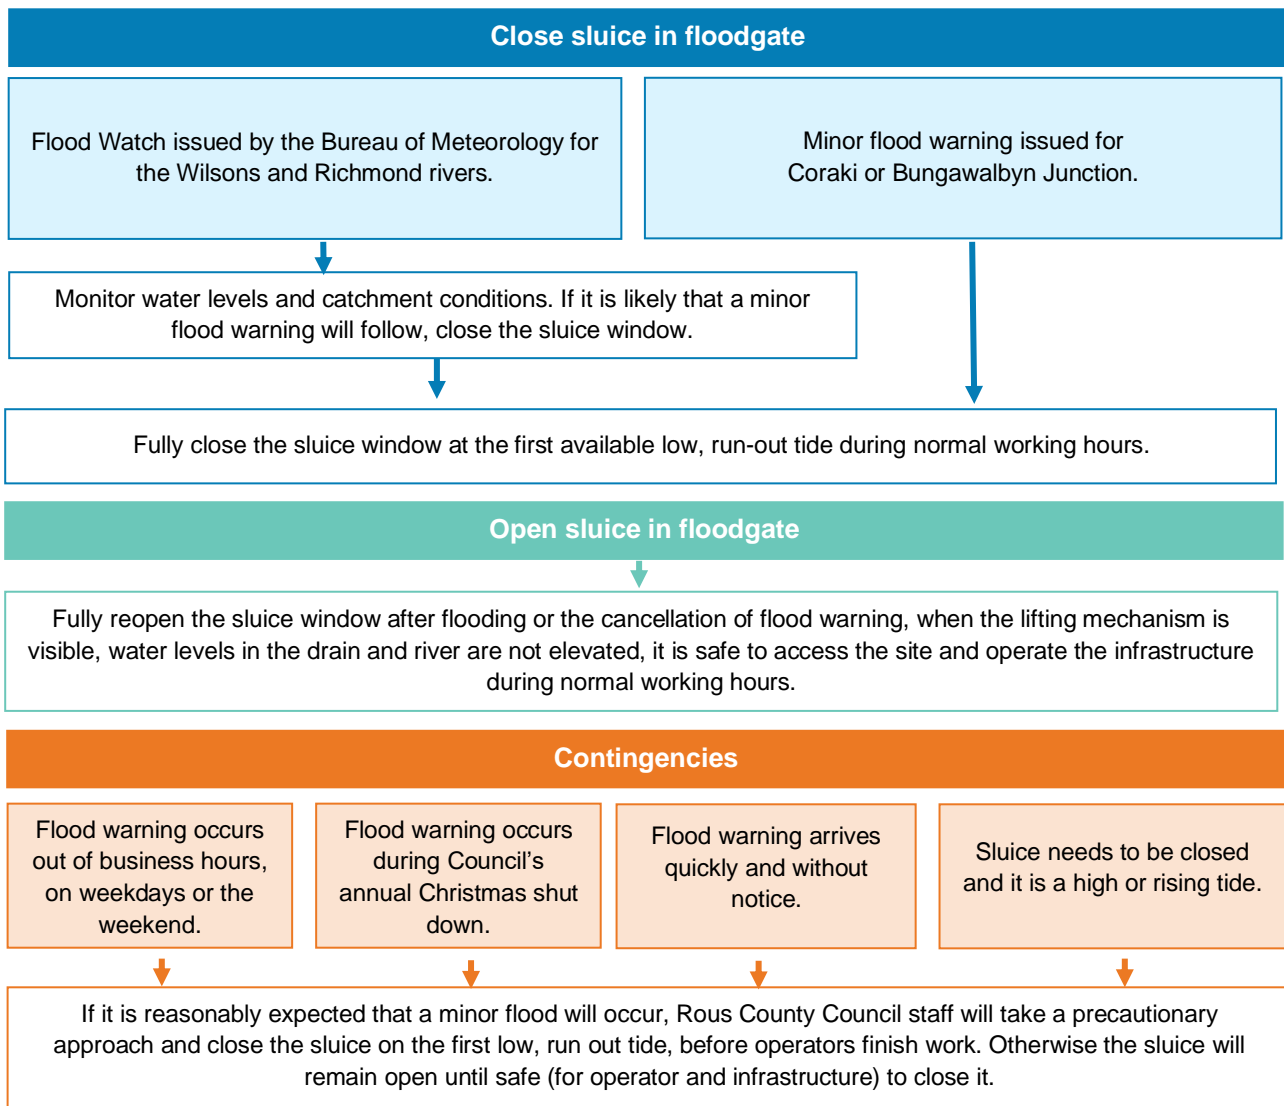 Close sluice in floodgate
Flood Watch issued by the Bureau of Meteorology for
the Wilsons and Richmond rivers.
Minor flood warning issued for
Coraki or Bungawalbyn Junction.
Monitor water levels and catchment conditions. If it is likely that a minor
flood warning will follow, close the sluice window.
Fully close the sluice window at the first available low, run-out tide during normal working hours.
Open sluice in floodgate
Fully reopen the sluice window after flooding or the cancellation of flood warning, when the lifting mechanism is
visible, water levels in the drain and river are not elevated, it is safe to access the site and operate the infrastructure
during normal working hours.
Contingencies
Flood warning occurs
out of business hours,
on weekdays or the
weekend.
Flood warning occurs
during Council’s
annual Christmas shut
down.
Flood warning arrives
quickly and without
notice.
Sluice needs to be closed
and it is a high or rising tide.
If it is reasonably expected that a minor flood will occur, Rous County Council staff will take a precautionary
approach and close the sluice on the first low, run out tide, before operators finish work. Otherwise the sluice will
remain open until safe (for operator and infrastructure) to close it.